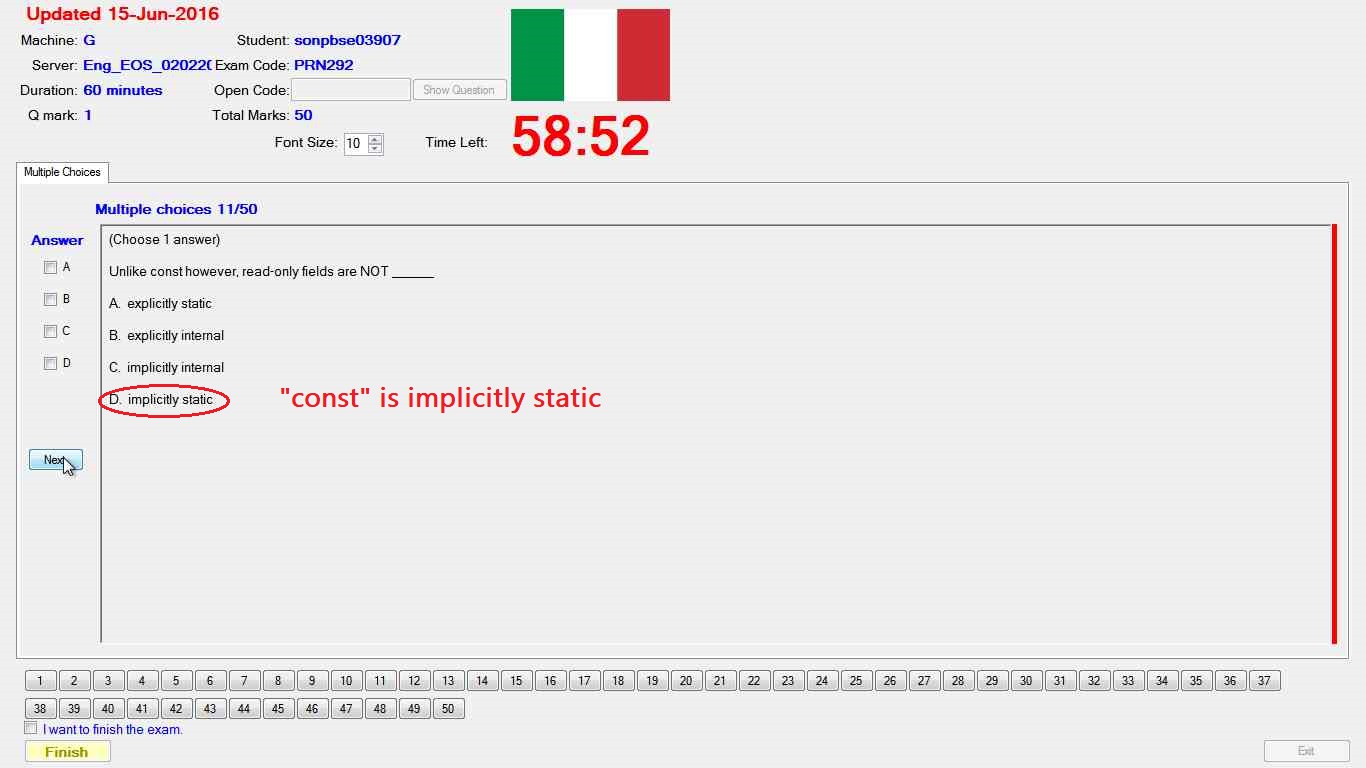 Updated 15-Jun-2016
Machine: G Student: sonpbse03907
Server: Eng_EOS_02022 Exam Code: PRN292
Duration: 60 minutes Open Code: Show Question
Q mark: 1 Total Marks: 50
Font Size: 10 Time Left: 58:52
Multiple Choices
Multiple choices 11/50
Answer
(Choose 1 answer)
A
Unlike const however, read-only fields are NOT ______
B
A. explicitly static
C
B. explicitly internal
D
C. implicitly internal
D. implicitly static "const" is implicitly static
Next
1 2 3 4 5 6 7 8 9 10 11 12 13 14 15 16 17 18 19 20 21 22 23 24 25 26 27 28 29 30 31 32 33 34 35 36 37
38 39 40 41 42 43 44 45 46 47 48 49 50
I want to finish the exam.
Finish Exit